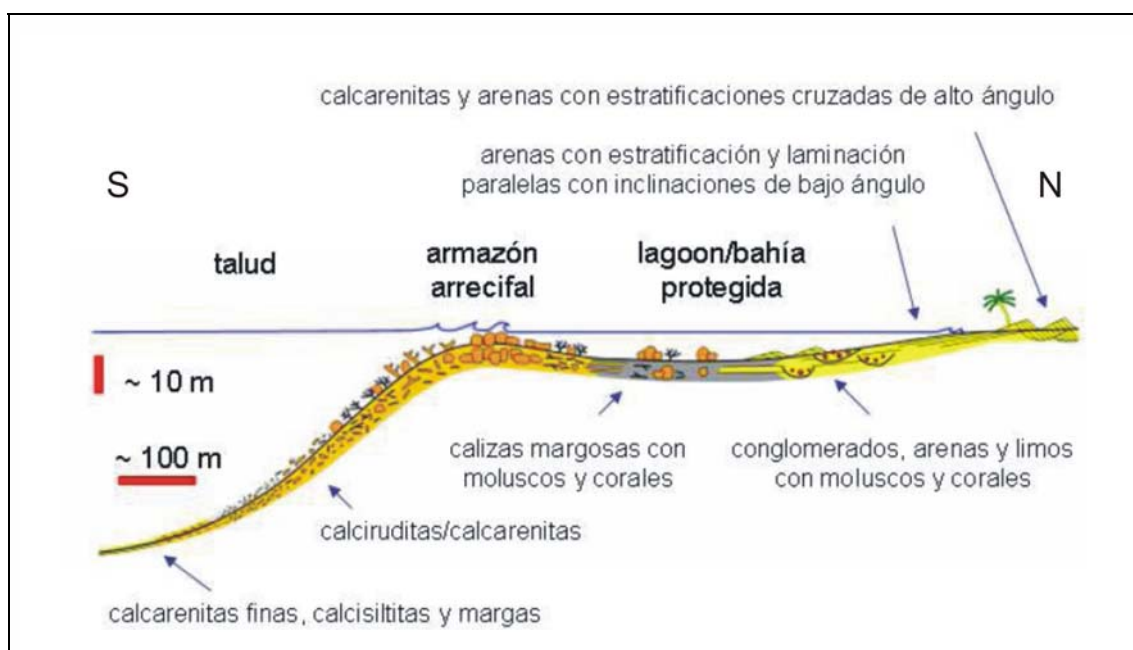 calcarenitas y arenas con estratificaciones cruzadas de alto ángulo
arenas con estratificación y laminación
paralelas con inclinaciones de bajo ángulo
S
N
talud
armazón
arrecifal
lagoon/bahía
protegida
~ 10 m
~ 100 m
calizas margosas con
moluscos y corales
conglomerados, arenas y limos
con moluscos y corales
calciruditas/calcarenitas
calcarenitas finas, calcisiltitas y margas